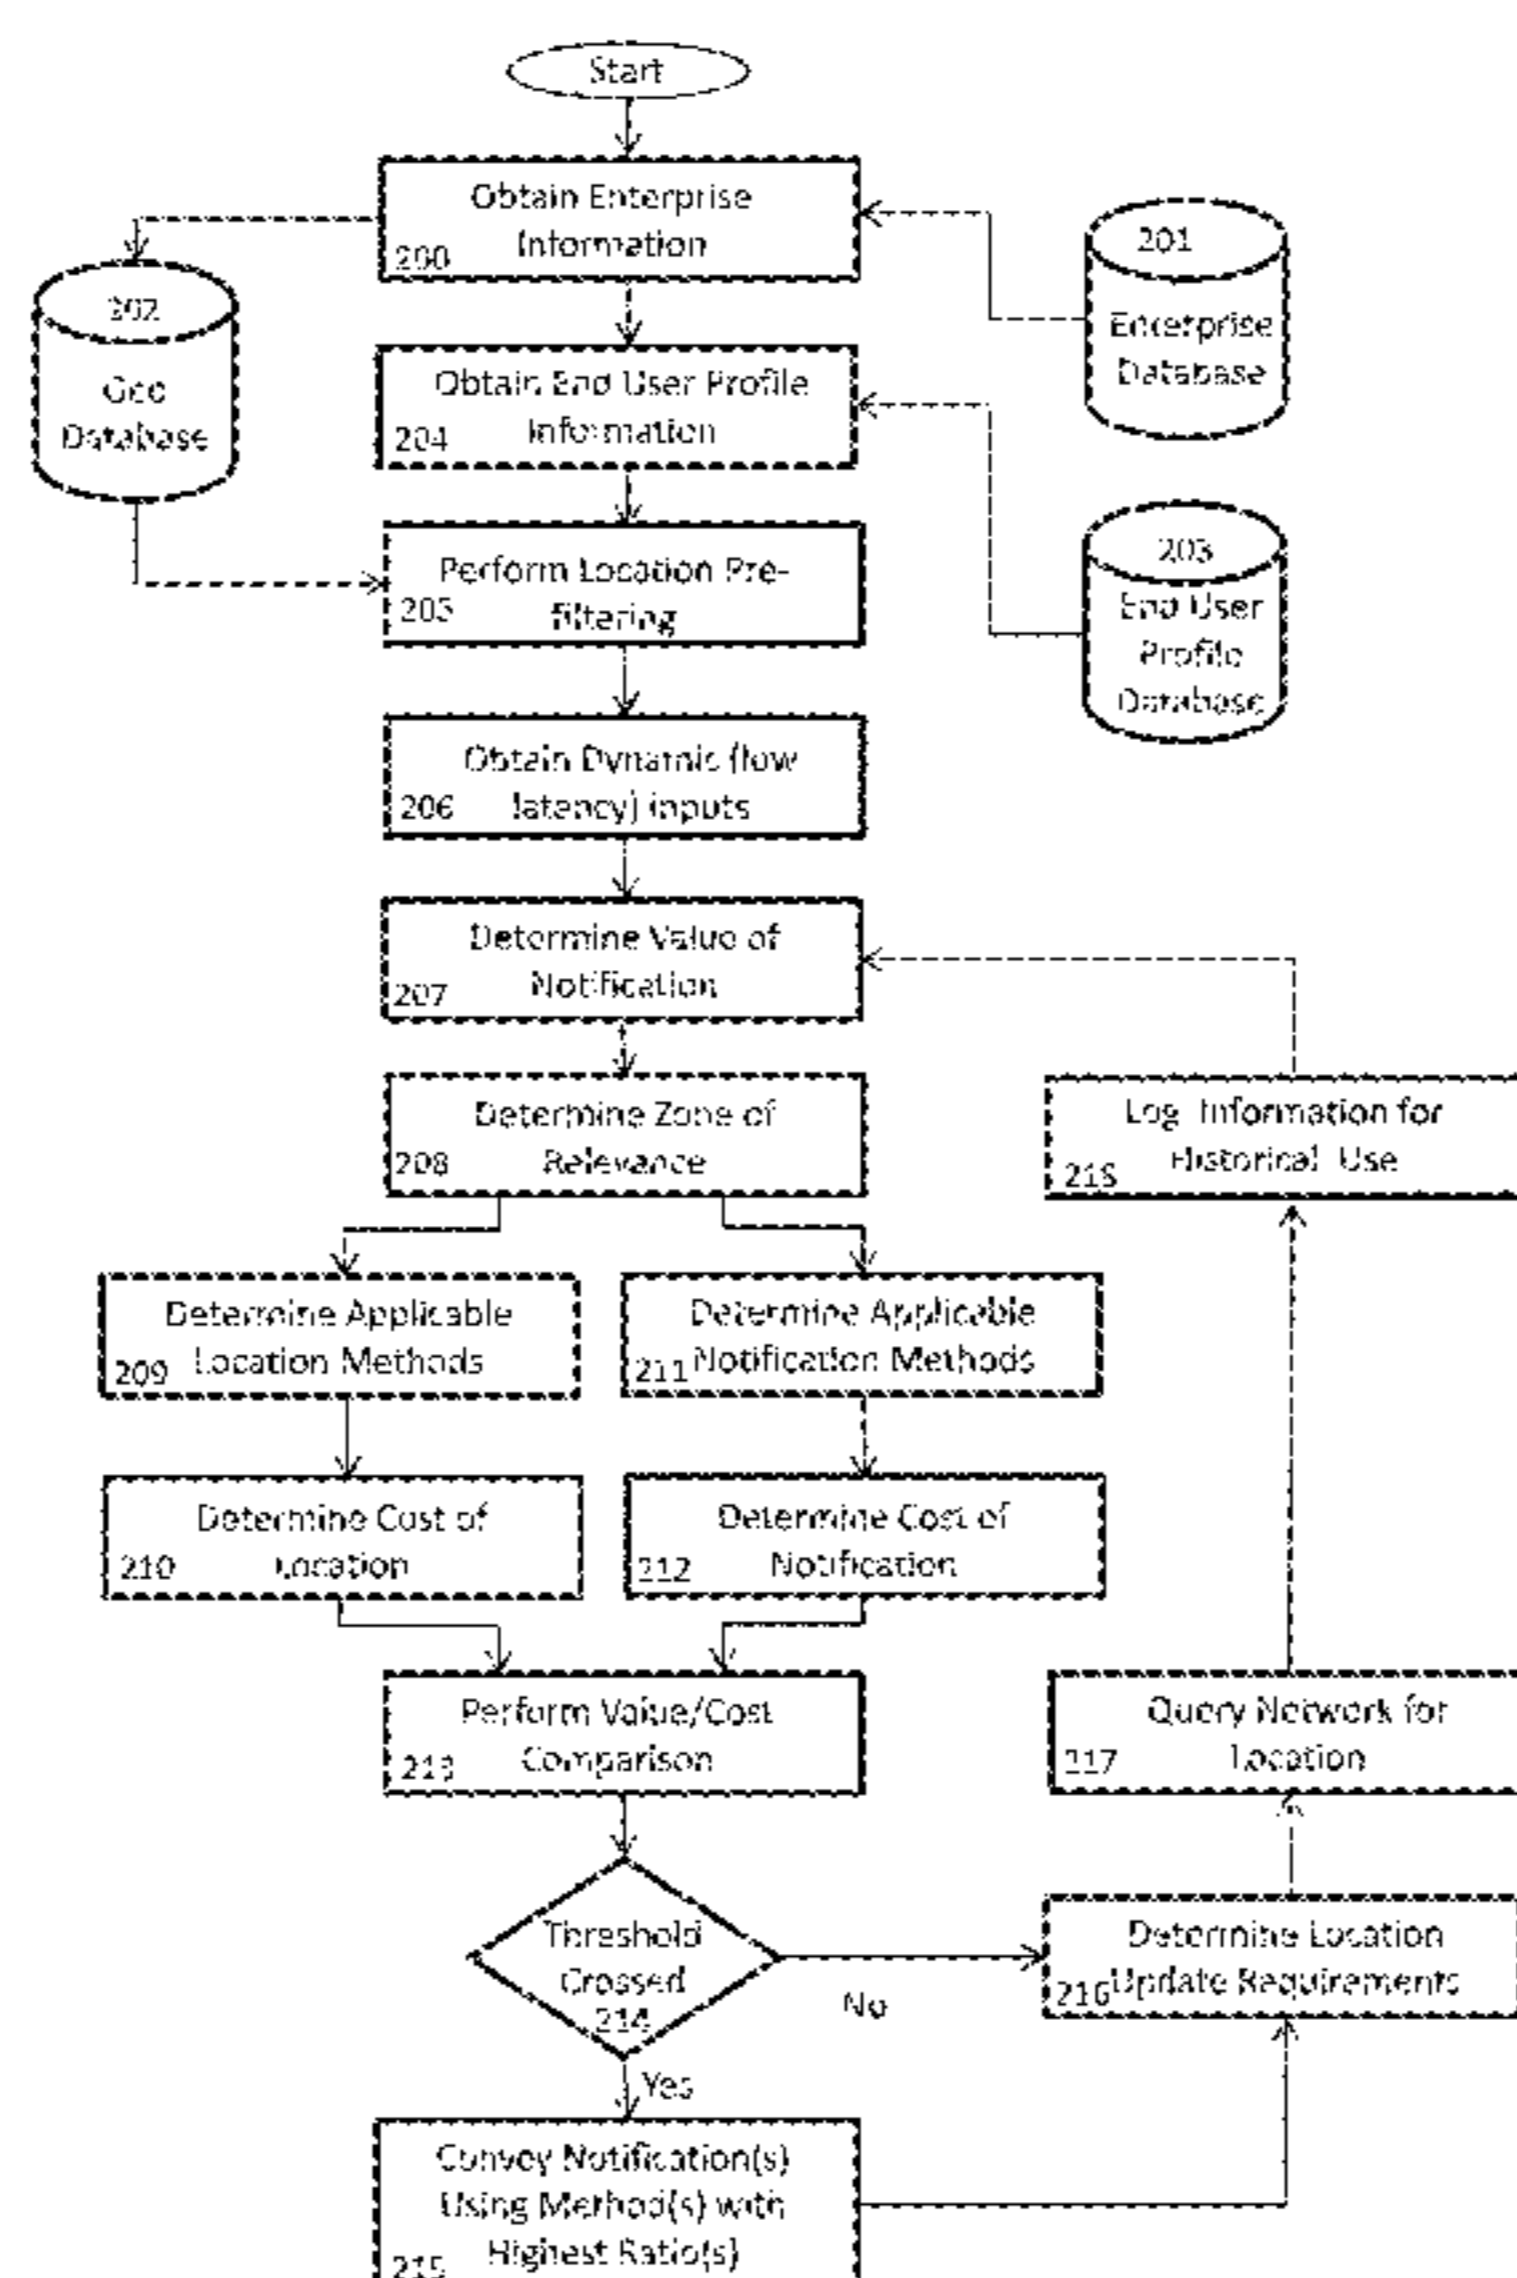 Start
Obtain Enterprise
Information
200
201
Enterprise
Database
202
Geo
Database
Obtain End User Profile
Information
204
203
End User
Profile
Database
Perform Location Pre-
filtering
205
Obtain Dynamic (low
latency) inputs
206
Determine Value of
Notification
207
Determine Zone of
Relevance
208
Log Information for
Historical Use
218
Determine Applicable
Location Methods
209
Determine Applicable
Notification Methods
211
Determine Cost of
Location
210
Determine Cost of
Notification
212
Perform Value/Cost
Comparison
213
Query Network for
Location
217
Threshold
Crossed
214
No
Determine Location
Update Requirements
216
Yes
Convey Notification(s)
Using Method(s) with
Highest Ratio(s)
215